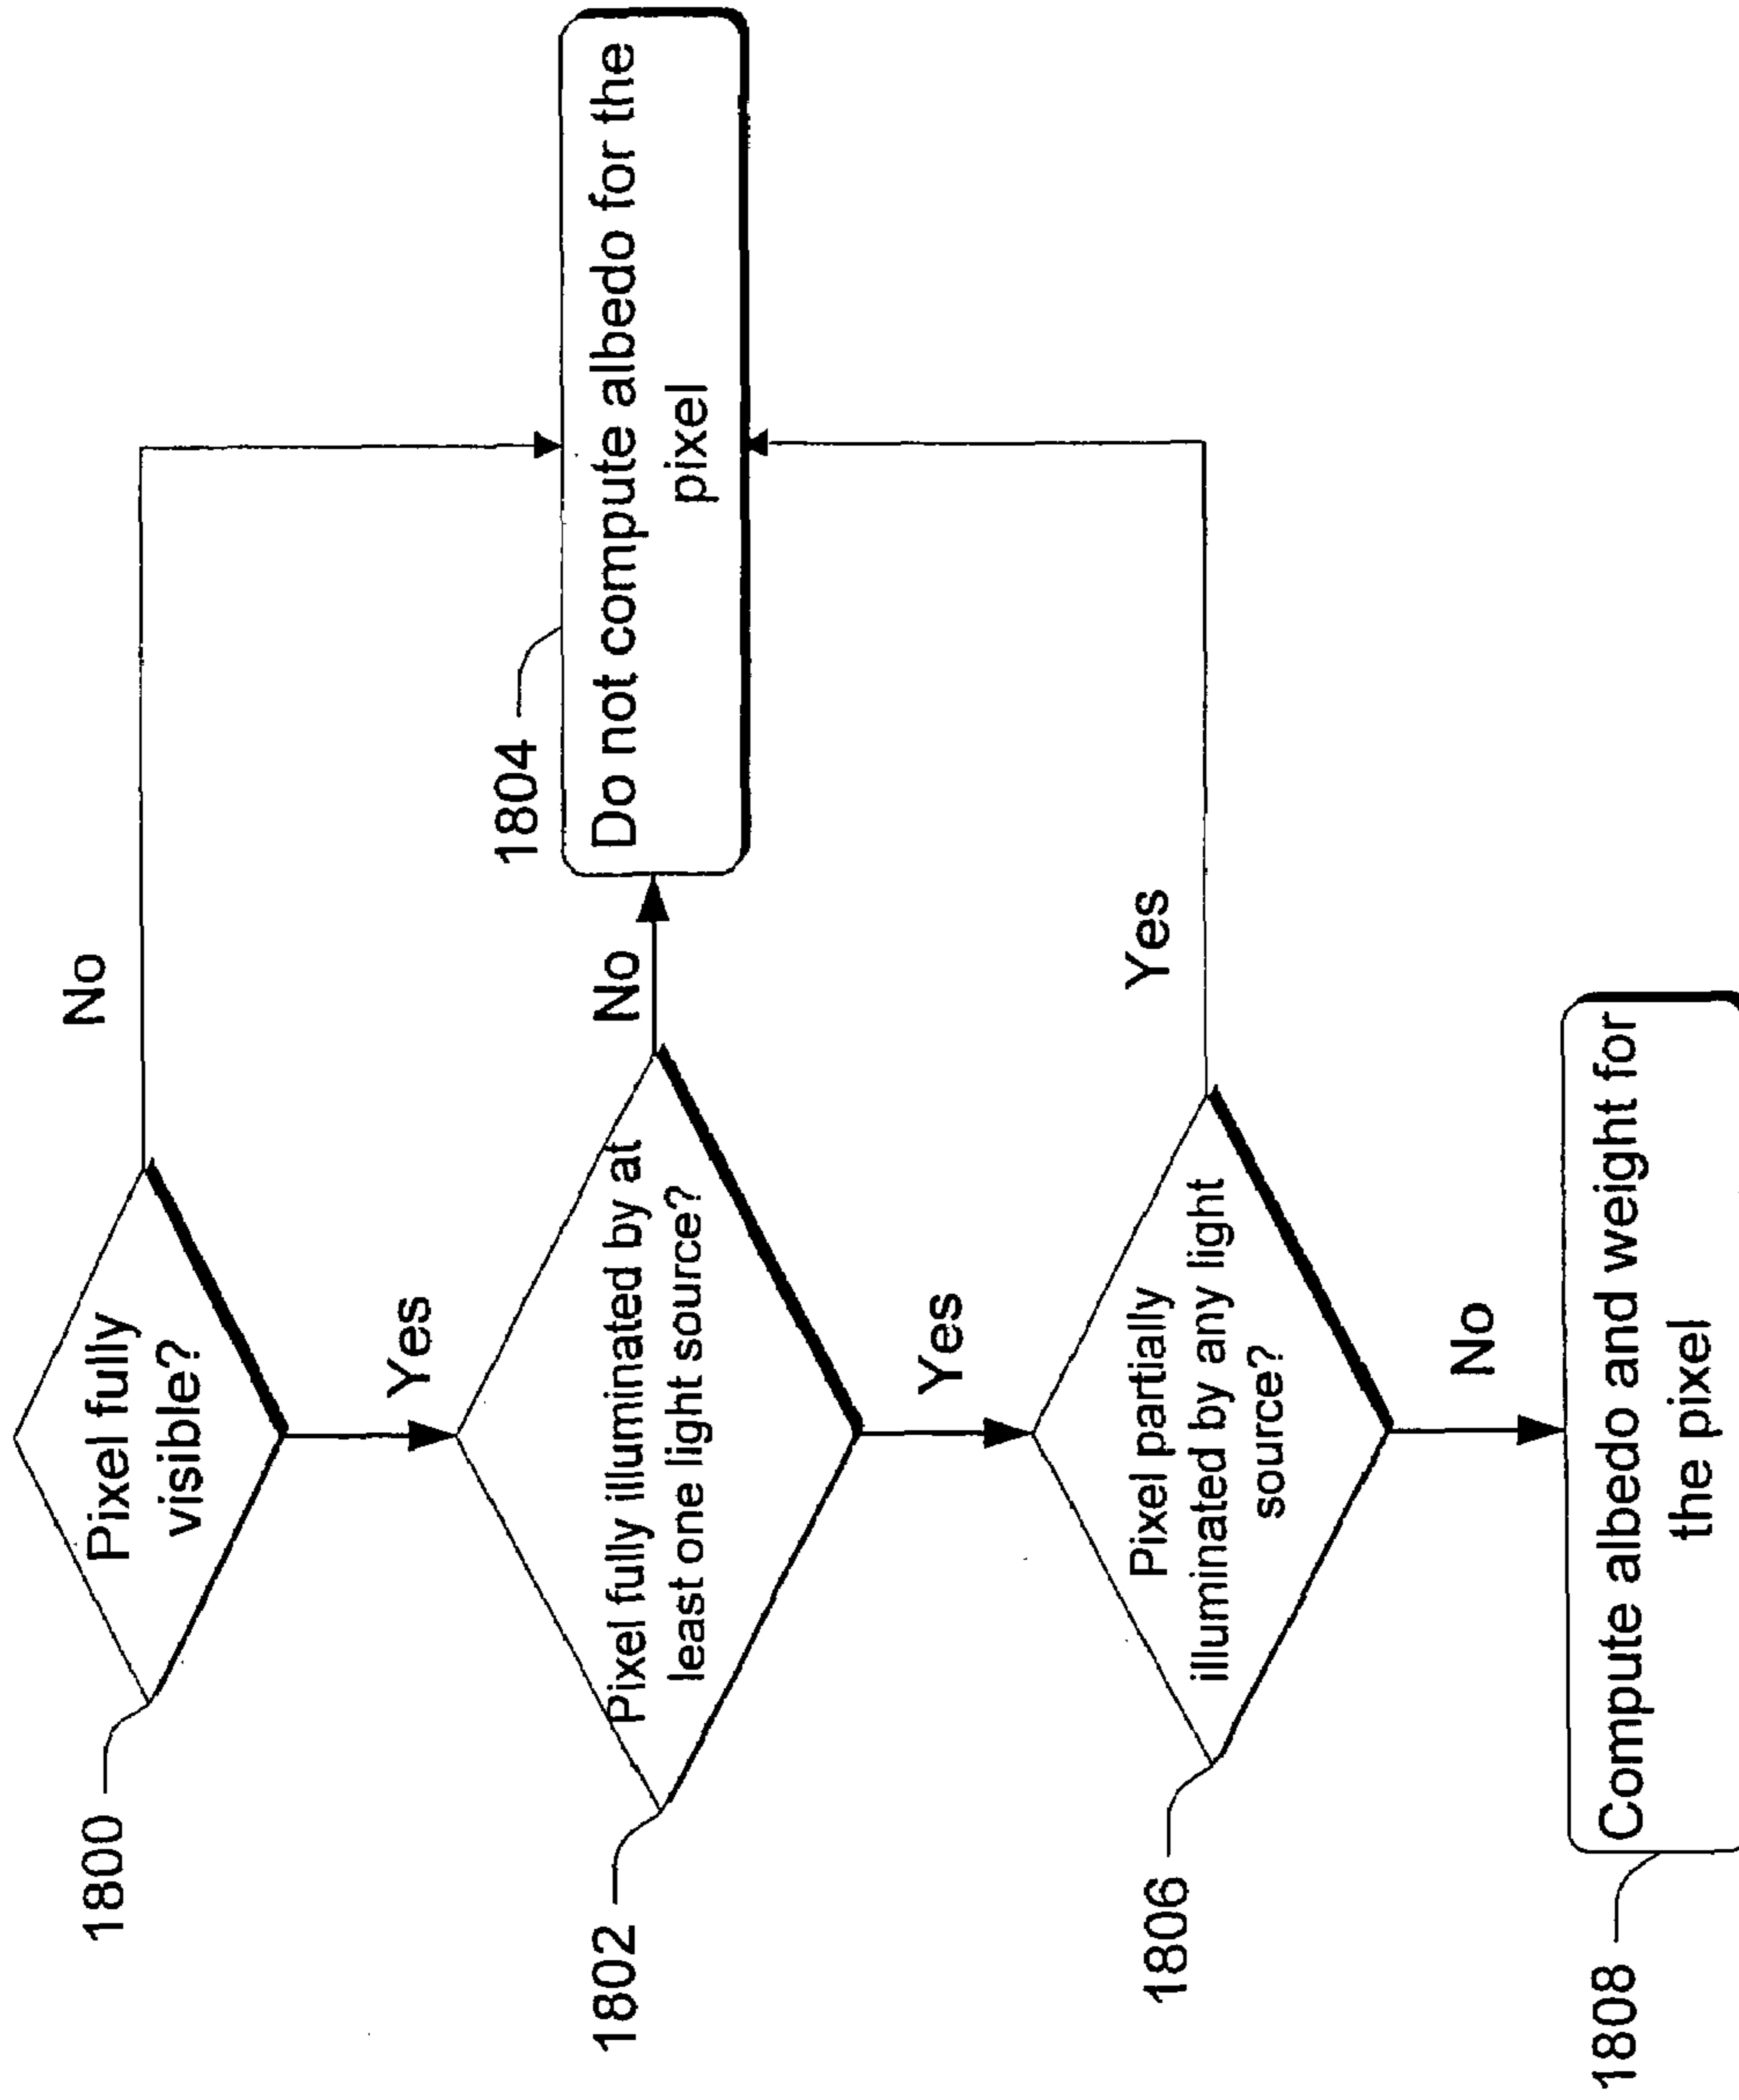 1800
Pixel fully
visible?
No
Yes
1802
Pixel fully illuminated by at
least one light source?
No
1804
Do not compute albedo for the
pixel
Yes
1806
Pixel partially
illuminated by any light
source?
Yes
No
1808
Compute albedo and weight for
the pixel